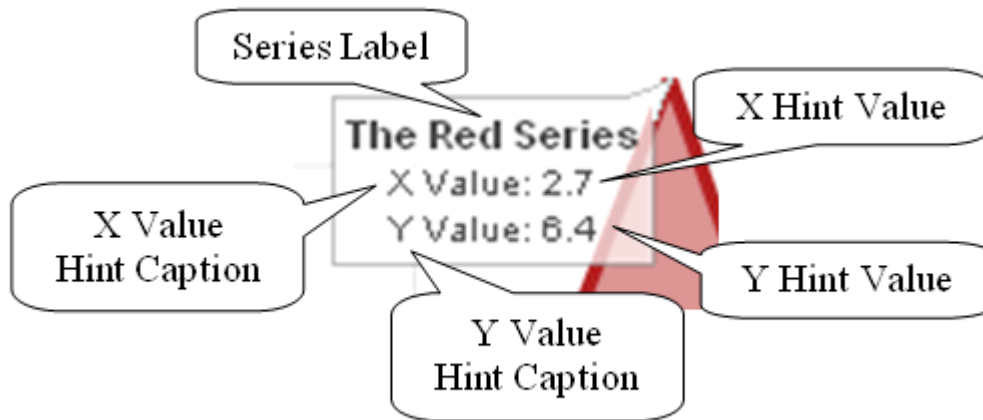 Series Label
The Red Series
X Value: 2.7
Y Value: 6.4
X Hint Value
X Value
Hint Caption
Y Hint Value
Y Value
Hint Caption